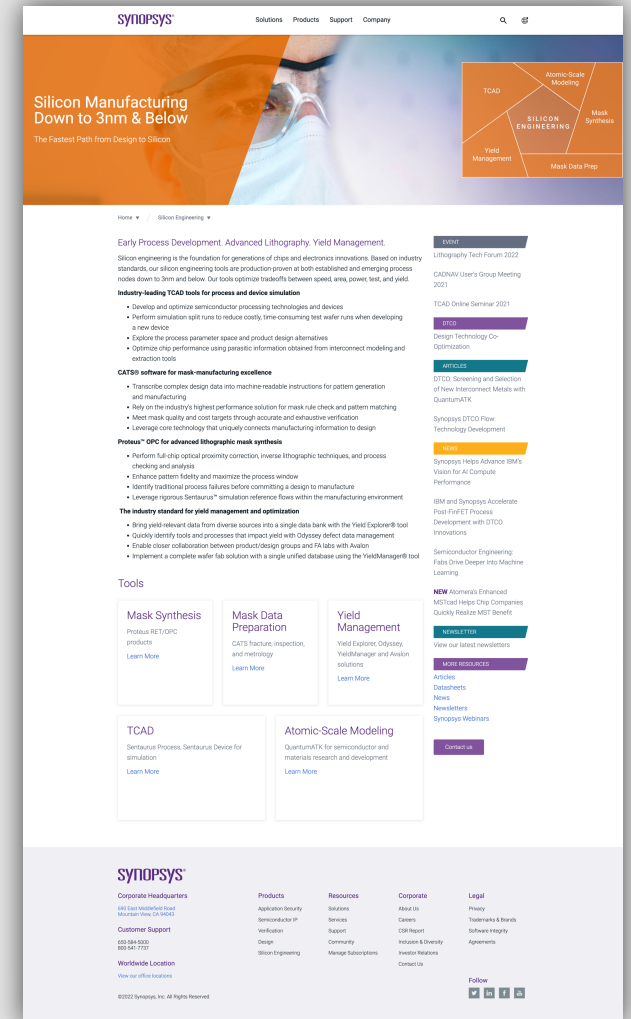 SYNOPSYS®
Solutions Products Support Company
Silicon Manufacturing
Down to 3nm & Below
The Fastest Path from Design to Silicon
TCAD
Atomic-Scale
Modeling
SILICON
ENGINEERING
Mask
Synthesis
Yield
Management
Mask Data Prep
Home
Silicon Engineering
Early Process Development. Advanced Lithography. Yield Management.
Silicon engineering is the foundation for generations of chips and electronics innovations. Based on industry
standards, our silicon engineering tools are production-proven at both established and emerging process
nodes down to 3nm and below. Our tools optimize tradeoffs between speed, area, power, test, and yield.
Industry-leading TCAD tools for process and device simulation
• Develop and optimize semiconductor processing technologies and devices
• Perform simulation split runs to reduce costly, time-consuming test wafer runs when developing
a new device
• Explore the process parameter space and product design alternatives
• Optimize chip performance using parasitic information obtained from interconnect modeling and
extraction tools
CATS® software for mask-manufacturing excellence
• Transcribe complex design data into machine-readable instructions for pattern generation
and manufacturing
• Rely on the industry's highest performance solution for mask rule check and pattern matching
• Meet mask quality and cost targets through accurate and exhaustive verification
• Leverage core technology that uniquely connects manufacturing information to design
Proteus™ OPC for advanced lithographic mask synthesis
• Perform full-chip optical proximity correction, inverse lithographic techniques, and process
checking and analysis
• Enhance pattern fidelity and maximize the process window
• Identify traditional process failures before committing a design to manufacture
• Leverage rigorous Sentaurus™ simulation reference flows within the manufacturing environment
The industry standard for yield management and optimization
• Bring yield-relevant data from diverse sources into a single data bank with the Yield Explorer® tool
• Quickly Identify tools and processes that impact yield with Odyssey defect data management
• Enable closer collaboration between product/design groups and FA labs with Avalon
• Implement a complete wafer fab solution with a single unified database using the YieldManager® tool
Tools
Mask Synthesis
Proteus RET/OPC
products
Learn More
Mask Data
Preparation
CATS fracture, inspection,
and metrology
Learn More
Yield
Management
Yield Explorer, Odyssey,
YieldManager and Avalon
solutions
Learn More
TCAD
Sentaurus Process, Sentaurus Device for
simulation
Learn More
Atomic-Scale Modeling
QuantumATK for semiconductor and
materials research and development
Learn More
EVENT
Lithography Tech Forum 2022
CADNAV User's Group Meeting
2021
TCAD Online Seminar 2021
DTCO
Design Technology Co-
Optimization
ARTICLES
DTCO: Screening and Selection
of New Interconnect Metals with
QuantumATK
Synopsys DTCO Flow:
Technology Development
NEWS
Synopsys Helps Advance IBM's
Vision for AI Compute
Performance
IBM and Synopsys Accelerate
Post-FinFET Process
Development with DTCO
Innovations
Semiconductor Engineering:
Fabs Drive Deeper Into Machine
Learning
NEW Atomera's Enhanced
MSTcad Helps Chip Companies
Quickly Realize MST Benefit
NEWSLETTER
View our latest newsletters
MORE RESOURCES
Articles
Datasheets
News
Newsletters
Synopsys Webinars
Contact us
SYNOPSYS®
Corporate Headquarters
690 East Middlefield Road
Mountain View, CA 94043
Customer Support
650-584-5000
800-541-7737
Worldwide Location
View our office locations
Products
Application Security
Semiconductor IP
Verification
Design
Silicon Engineering
Resources
Solutions
Services
Support
Community
Manage Subscriptions
Corporate
About Us
Careers
CSR Report
Inclusion & Diversity
Investor Relations
Contact Us
Legal
Privacy
Trademarks & Brands
Software Integrity
Agreements
Follow
©2022 Synopsys, Inc. All Rights Reserved